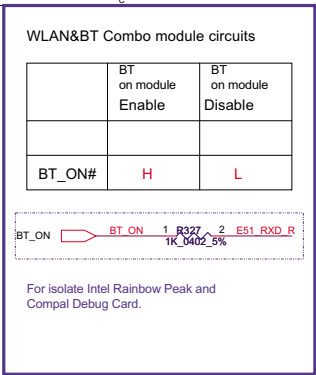 WLAN&BT Combo module circuits
BT on module Enable
BT on module Disable
BT_ON# H L
BT_ON BT_ON 1 R327 2 E51_RXD_R
1K_0402_5%
For isolate Intel Rainbow Peak and
Compal Debug Card.